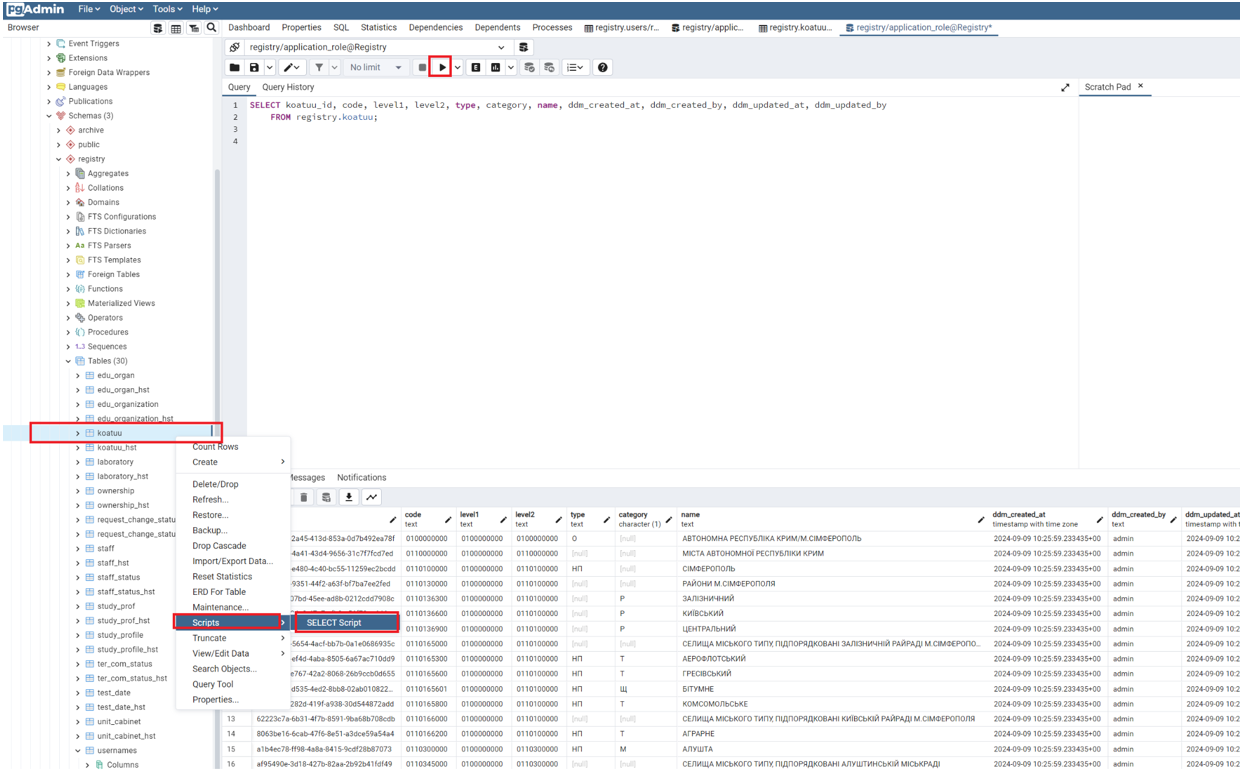 pgAdmin File Object Tools Help
Browser
Dashboard Properties SQL Statistics Dependencies Dependents Processes registry.users/r... registry/applic... registry.koatuu... registry/application_role@Registry*
Event Triggers
Extensions
Foreign Data Wrappers
Languages
Publications
Schemas (3)
archive
public
registry
Aggregates
Collations
Domains
FTS Configurations
FTS Dictionaries
FTS Parsers
FTS Templates
Foreign Tables
Functions
Materialized Views
Operators
Procedures
Sequences
Tables (30)
edu_organ
edu_organ_hst
edu_organization
edu_organization_hst
koatuu
koatuu_hst
laboratory
laboratory_hst
ownership
ownership_hst
request_change_statu
request_change_statu
staff
staff_hst
staff_status
staff_status_hst
study_prof
study_prof_hst
study_profile
study_profile_hst
ter_com_status
ter_com_status_hst
test_date
test_date_hst
unit_cabinet
unit_cabinet_hst
usernames
Columns
registry/application_role@Registry
No limit
Query Query History
Scratch Pad
1 SELECT koatuu_id, code, level1, level2, type, category, name, ddm_created_at, ddm_created_by, ddm_updated_at, ddm_updated_by
2 FROM registry.koatuu;
3
4
Count Rows
Create
Delete/Drop
Refresh...
Restore...
Backup...
Drop Cascade
Import/Export Data...
Reset Statistics
ERD For Table
Maintenance...
Scripts
SELECT Script
Truncate
View/Edit Data
Search Objects...
Query Tool
Properties...
Messages Notifications
code level1 level2 type category name ddm_created_at ddm_created_by ddm_updated_at
text text text text character (1) text timestamp with time zone text timestamp with t
2a45-413d-853a-0d7b492ea78f 0100000000 0100000000 0100000000 О [null] АВТОНОМНА РЕСПУБЛІКА КРИМ/М.СІМФЕРОПОЛЬ 2024-09-09 10:25:59.233435+00 admin 2024-09-09 10:2
4a41-43d4-9656-31c7f7fcd7ed 0110000000 0100000000 0110000000 [null] [null] МІСТА АВТОНОМНОЇ РЕСПУБЛІКИ КРИМ 2024-09-09 10:25:59.233435+00 admin 2024-09-09 10:2
e480-4c40-bc55-11259ec2bcdd 0110100000 0100000000 0110100000 НП [null] СІМФЕРОПОЛЬ 2024-09-09 10:25:59.233435+00 admin 2024-09-09 10:2
9351-44f2-a63f-bf7ba7ee2fed 0110130000 0100000000 0110100000 [null] [null] РАЙОНИ М.СІМФЕРОПОЛЯ 2024-09-09 10:25:59.233435+00 admin 2024-09-09 10:2
07bd-45ee-ad8b-0212cdd7908c 0110136300 0100000000 0110100000 [null] Р ЗАЛІЗНИЧНИЙ 2024-09-09 10:25:59.233435+00 admin 2024-09-09 10:2
0110136600 0100000000 0110100000 [null] Р КИЇВСЬКИЙ 2024-09-09 10:25:59.233435+00 admin 2024-09-09 10:2
0110136900 0100000000 0110100000 [null] Р ЦЕНТРАЛЬНИЙ 2024-09-09 10:25:59.233435+00 admin 2024-09-09 10:2
5654-4acf-bb7b-0a1e0686935c 0110165000 0100000000 0110100000 [null] [null] СЕЛИЩА МІСЬКОГО ТИПУ, ПІДПОРЯДКОВАНІ ЗАЛІЗНИЧНІЙ РАЙРАДІ М.СІМФЕРОПО... 2024-09-09 10:25:59.233435+00 admin 2024-09-09 10:2
ef4d-4aba-8505-6a67ac710dd9 0110165300 0100000000 0110100000 НП Т АЕРОФЛОТСЬКИЙ 2024-09-09 10:25:59.233435+00 admin 2024-09-09 10:2
e767-42a2-8068-26b9ccb0d655 0110165600 0100000000 0110100000 НП Т ГРЕСІВСЬКИЙ 2024-09-09 10:25:59.233435+00 admin 2024-09-09 10:2
d535-4ed2-8bb8-02ab010822... 0110165601 0100000000 0110100000 НП Щ БІТУМНЕ 2024-09-09 10:25:59.233435+00 admin 2024-09-09 10:2
282d-419f-a938-30d544872add 0110165800 0100000000 0110100000 НП Т КОМСОМОЛЬСЬКЕ 2024-09-09 10:25:59.233435+00 admin 2024-09-09 10:2
13 62223c7a-6b31-4f7b-8591-9ba68b708cdb 0110166000 0100000000 0110100000 [null] [null] СЕЛИЩА МІСЬКОГО ТИПУ, ПІДПОРЯДКОВАНІ КИЇВСЬКІЙ РАЙРАДІ М.СІМФЕРОПОЛЯ 2024-09-09 10:25:59.233435+00 admin 2024-09-09 10:2
14 8063be16-6cab-47f6-8e51-a3dce59a54a4 0110166200 0100000000 0110100000 НП Т АГРАРНЕ 2024-09-09 10:25:59.233435+00 admin 2024-09-09 10:2
15 a1b4ec78-ff98-4a8a-8415-9cdf28b87073 0110300000 0100000000 0110300000 НП М АЛУШТА 2024-09-09 10:25:59.233435+00 admin 2024-09-09 10:2
16 af95490e-3d18-427b-82aa-2b92b41fdf49 0110345000 0100000000 0110300000 [null] [null] СЕЛИЩА МІСЬКОГО ТИПУ, ПІДПОРЯДКОВАНІ АЛУШТИНСЬКІЙ МІСЬКРАДІ 2024-09-09 10:25:59.233435+00 admin 2024-09-09 10:2